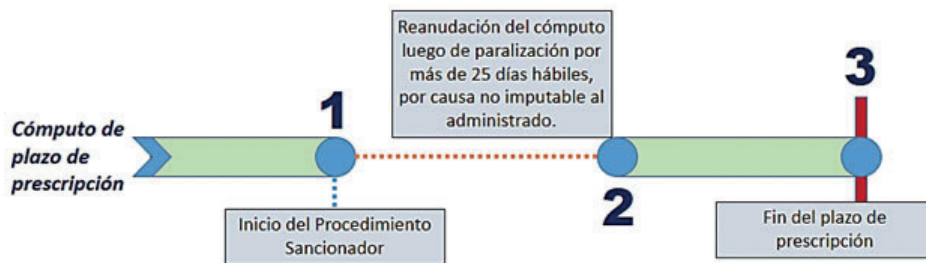 Cómputo de
plazo de
prescripción
1
Inicio del Procedimiento
Sancionador
Reanudación del cómputo
luego de paralización por
más de 25 días hábiles,
por causa no imputable al
administrado.
2
3
Fin del plazo de
prescripción